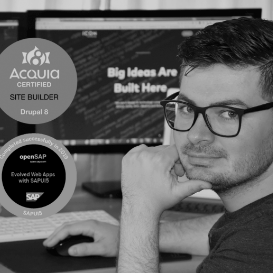 Acquia
CERTIFIED
SITE BUILDER
Drupal 8
Big Ideas Are
Built Here
openSAP
Evolved Web Apps
with SAPUI5
SAP
SAPUI5